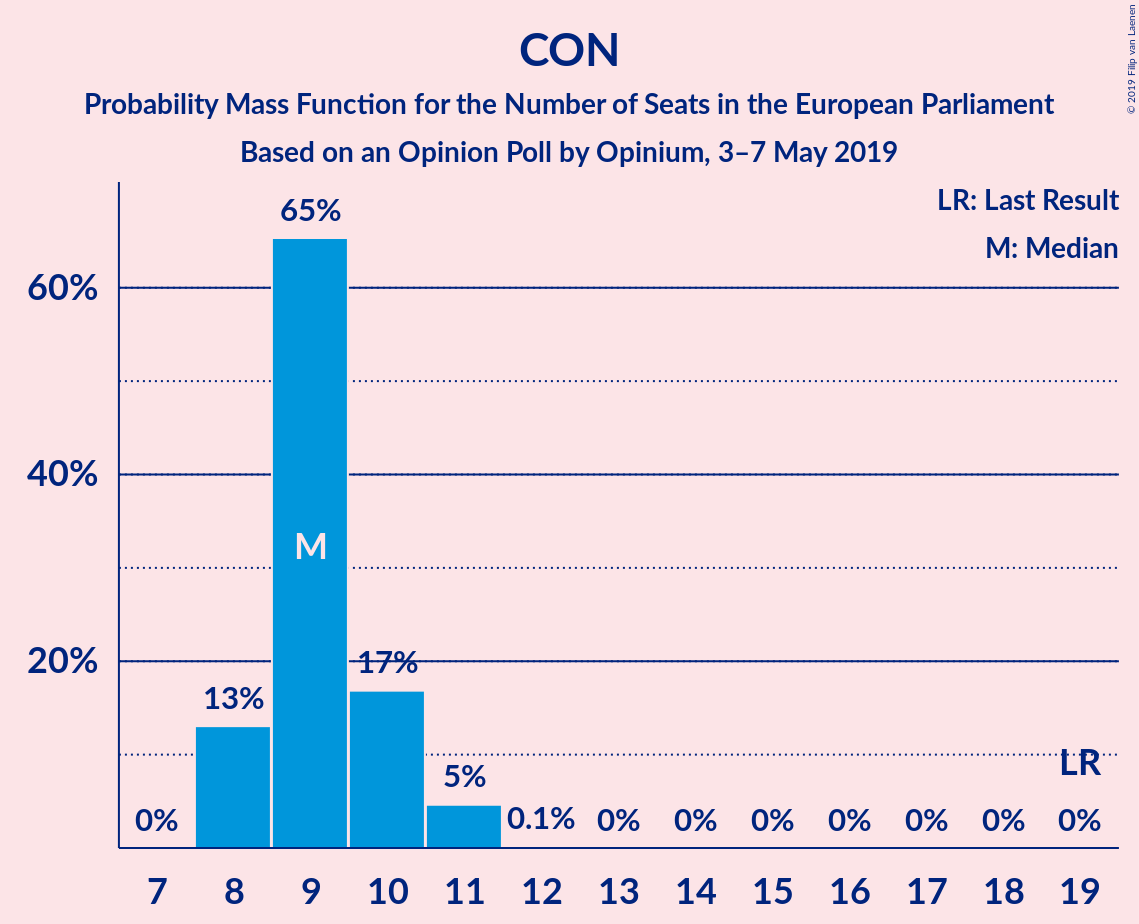 CON
Probability Mass Function for the Number of Seats in the European Parliament
Based on an Opinion Poll by Opinium, 3–7 May 2019
© 2019 Filip van Laenen
LR: Last Result
M: Median
65%
60%
40%
M
20%
17%
13%
LR
5%
0%
0.1%
0%
0%
0%
0%
0%
0%
0%
7 8 9 10 11 12 13 14 15 16 17 18 19